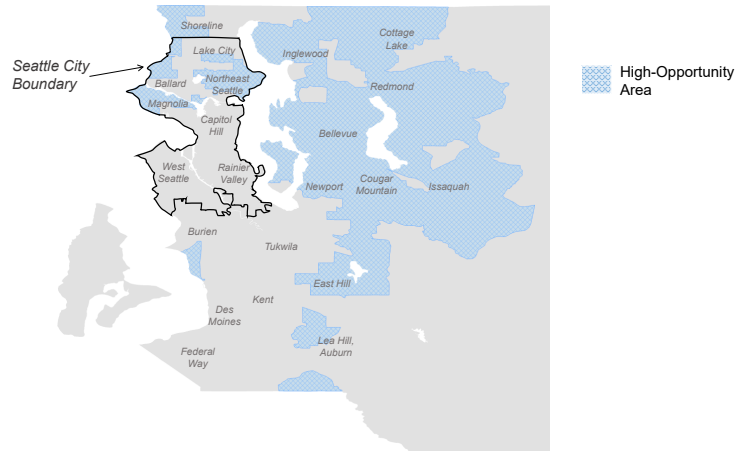 Shoreline
Cottage
Lake
Lake City
Inglewood
Seattle City
Boundary
High-Opportunity
Area
Ballard
Northeast
Seattle
Redmond
Magnolia
Capitol
Hill
Bellevue
West
Seattle
Rainier
Valley
Newport
Cougar
Mountain
Issaquah
Burien
Tukwila
East Hill
Kent
Des
Moines
Lea Hill,
Auburn
Federal
Way